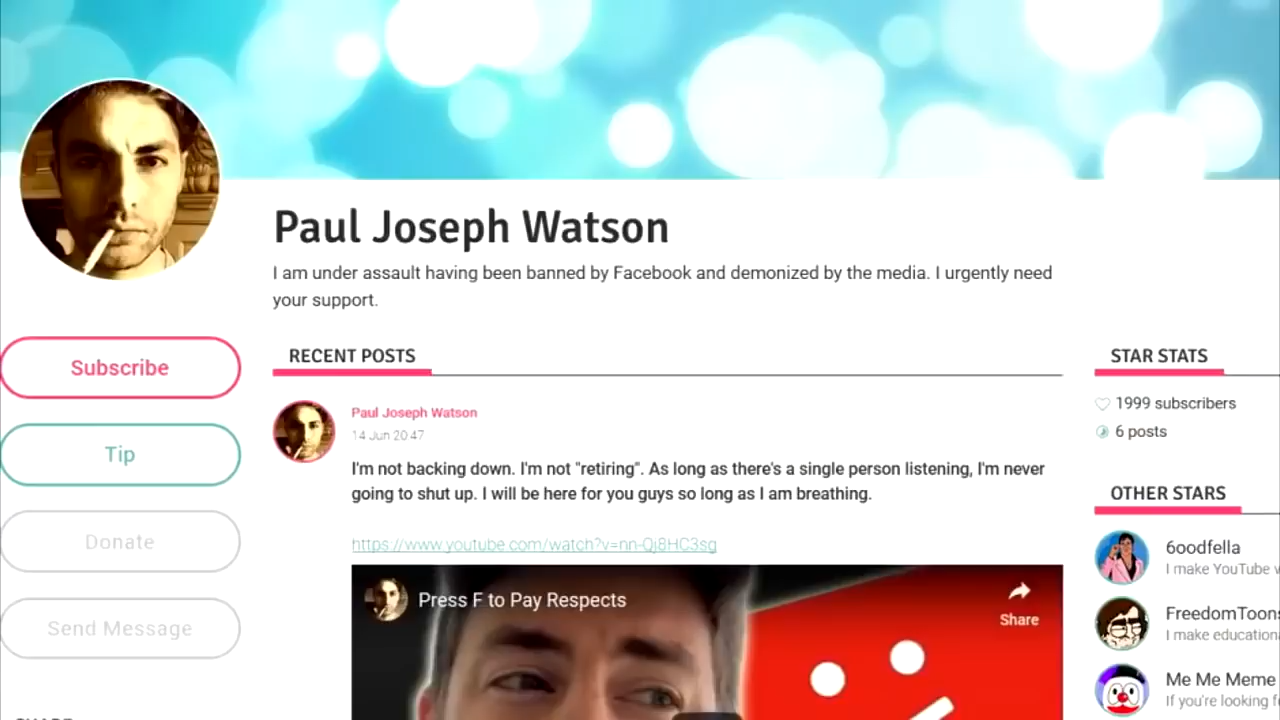 Paul Joseph Watson
I am under assault having been banned by Facebook and demonized by the media. I urgently need
your support.
Subscribe
Tip
Donate
Send Message
RECENT POSTS
Paul Joseph Watson
14 Jun 20:47
I'm not backing down. I'm not "retiring". As long as there's a single person listening, I'm never
going to shut up. I will be here for you guys so long as I am breathing.
https://www.youtube.com/watch?v=nn-Qj8HC3sg
Press F to Pay Respects
Share
STAR STATS
1999 subscribers
6 posts
OTHER STARS
6oodfella
I make YouTube v
FreedomToons
I make educationa
Me Me Meme
If you're looking f